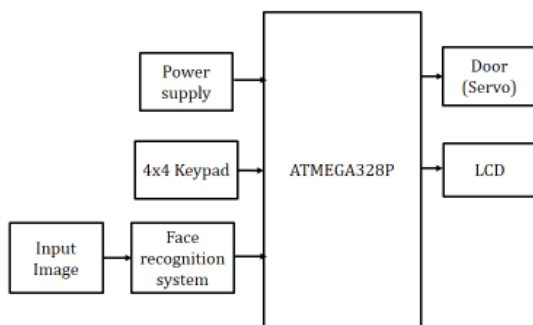 Power
supply
4x4 Keypad
Input
Image
Face
recognition
system
ATMEGA328P
Door
(Servo)
LCD